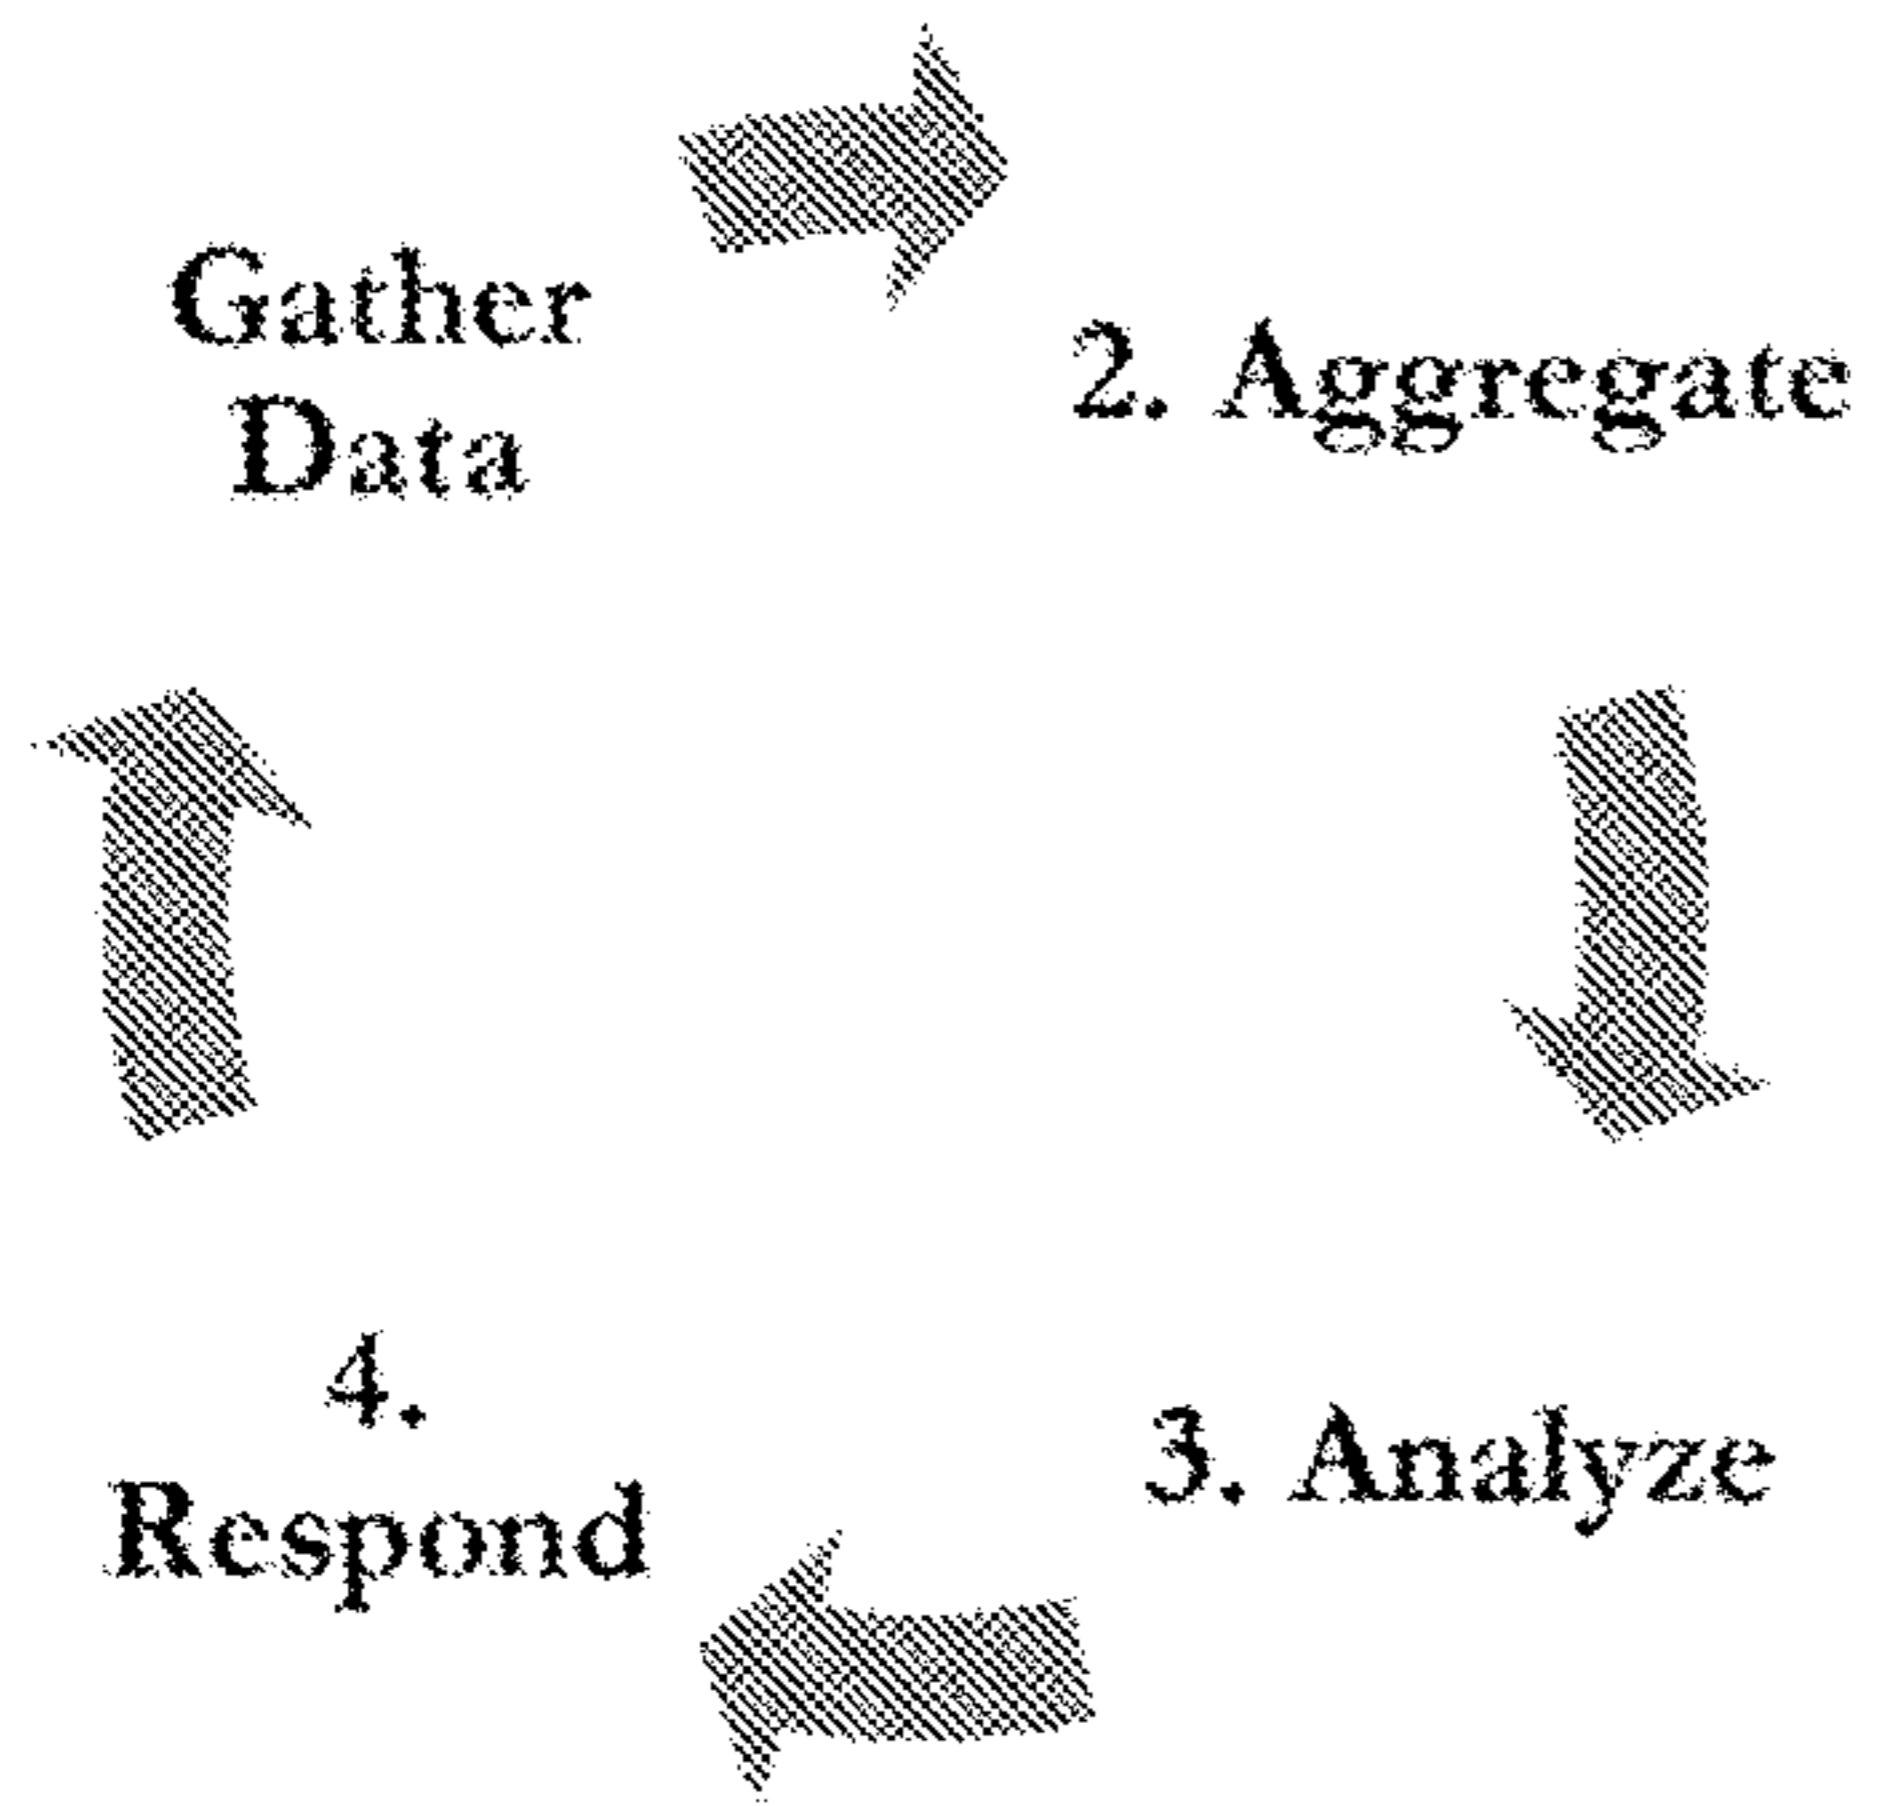 Gather
Data
2. Aggregate
3. Analyze
4.
Respond